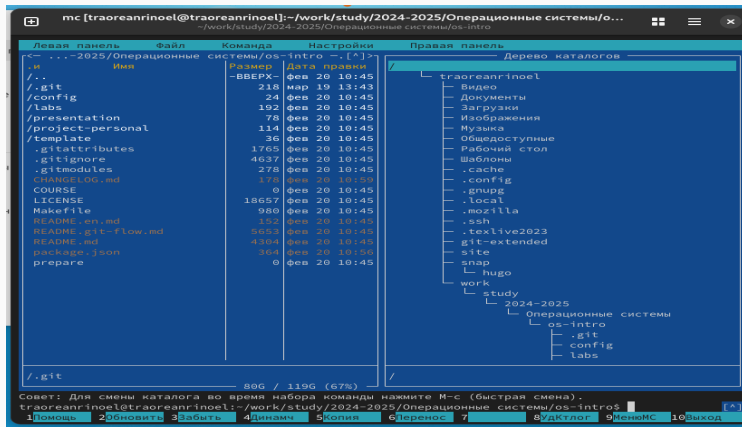 mc [traoreanrinoel@traoreanrinoel]:~/work/study/2024-2025/Операционные системы/o...
~/work/study/2024-2025/Операционные системы/os-intro
Левая панель Файл Команда Настройки Правая панель
<— ...-2025/Операционные системы/os-intro —.[^]>
.и Имя Размер Дата правки
/.. -ВВЕРХ- фев 20 10:45
/.git 218 мар 19 13:43
/config 24 фев 20 10:45
/labs 192 фев 20 10:45
/presentation 78 фев 20 10:45
/project-personal 114 фев 20 10:45
/template 36 фев 20 10:45
.gitattributes 1765 фев 20 10:45
.gitignore 4637 фев 20 10:45
.gitmodules 278 фев 20 10:45
CHANGELOG.md 178 фев 20 10:59
COURSE 0 фев 20 10:45
LICENSE 18657 фев 20 10:45
Makefile 980 фев 20 10:45
README.en.md 152 фев 20 10:45
README.git-flow.md 5653 фев 20 10:45
README.md 4304 фев 20 10:45
package.json 364 фев 20 10:56
prepare 0 фев 20 10:45
/.git
80G / 119G (67%)
Дерево каталогов
/
traoreanrinoel
Видео
Документы
Загрузки
Изображения
Музыка
Общедоступные
Рабочий стол
Шаблоны
.cache
.config
.gnupg
.local
.mozilla
.ssh
.texlive2023
git-extended
site
snap
hugo
work
study
2024-2025
Операционные системы
os-intro
.git
config
labs
/
Совет: Для смены каталога во время набора команды нажмите M-c (быстрая смена).
traoreanrinoel@traoreanrinoel:~/work/study/2024-2025/Операционные системы/os-intro$ [^]
1Помощь 2Обновить 3Забыть 4Динамич 5Копия 6Перенос 7 8УдКтлог 9МенюМС 10Выход